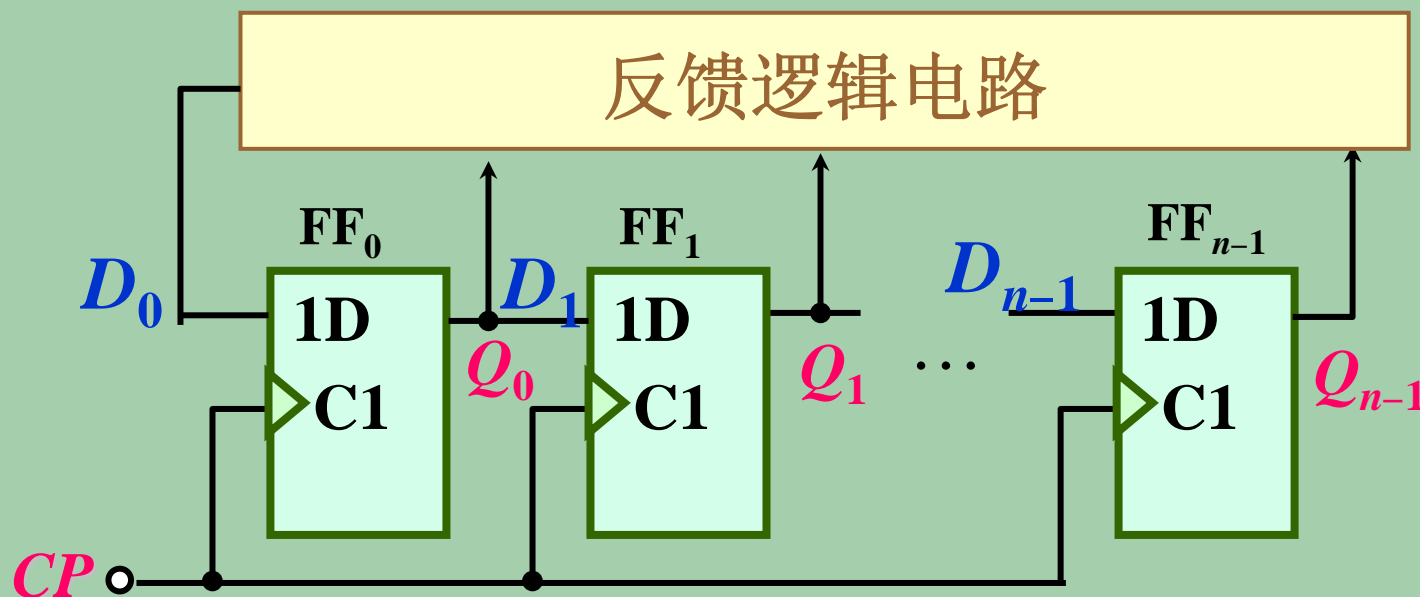 反馈逻辑电路
FF₀ FF₁ FFₙ₋₁
D₀ D₁ Dₙ₋₁
1D 1D 1D
Q₀ Q₁ ··· Qₙ₋₁
C1 C1 C1
CP